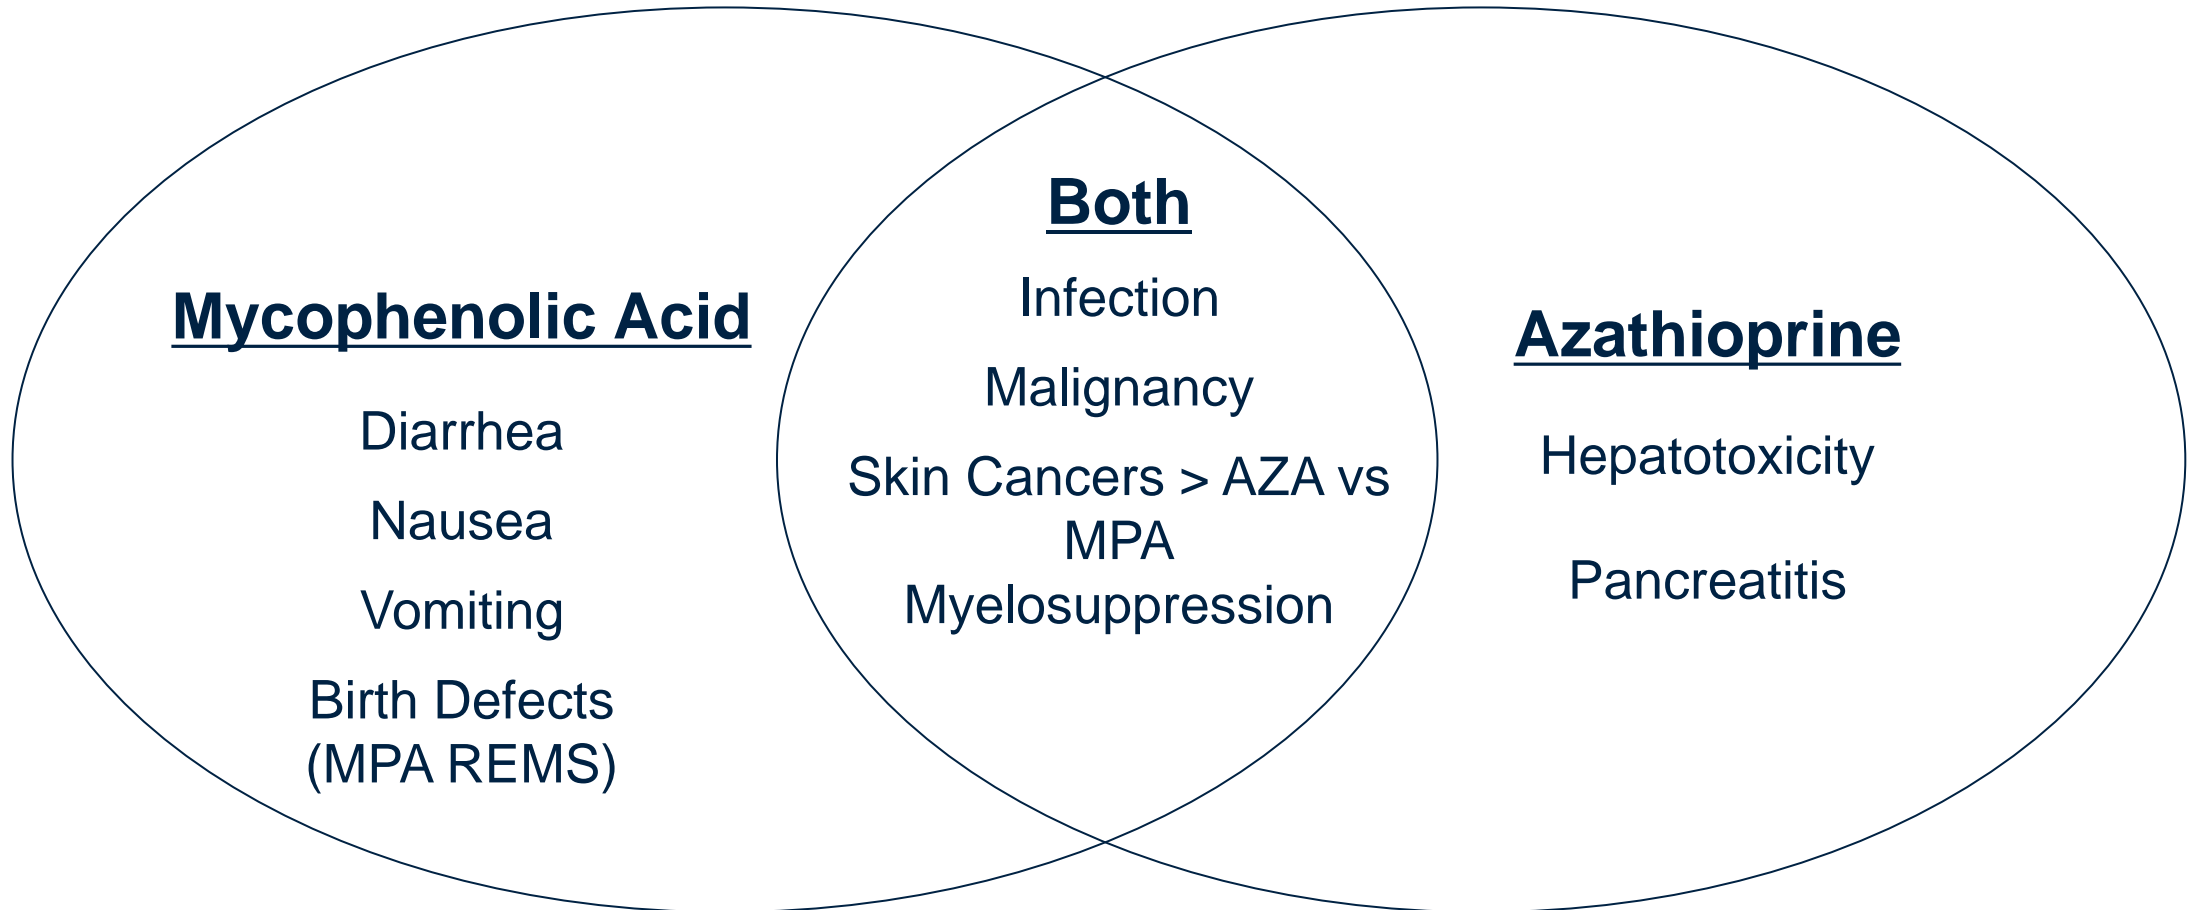 Mycophenolic Acid
Diarrhea
Nausea
Vomiting
Birth Defects
(MPA REMS)
Both
Infection
Malignancy
Skin Cancers > AZA vs
MPA
Myelosuppression
Azathioprine
Hepatotoxicity
Pancreatitis